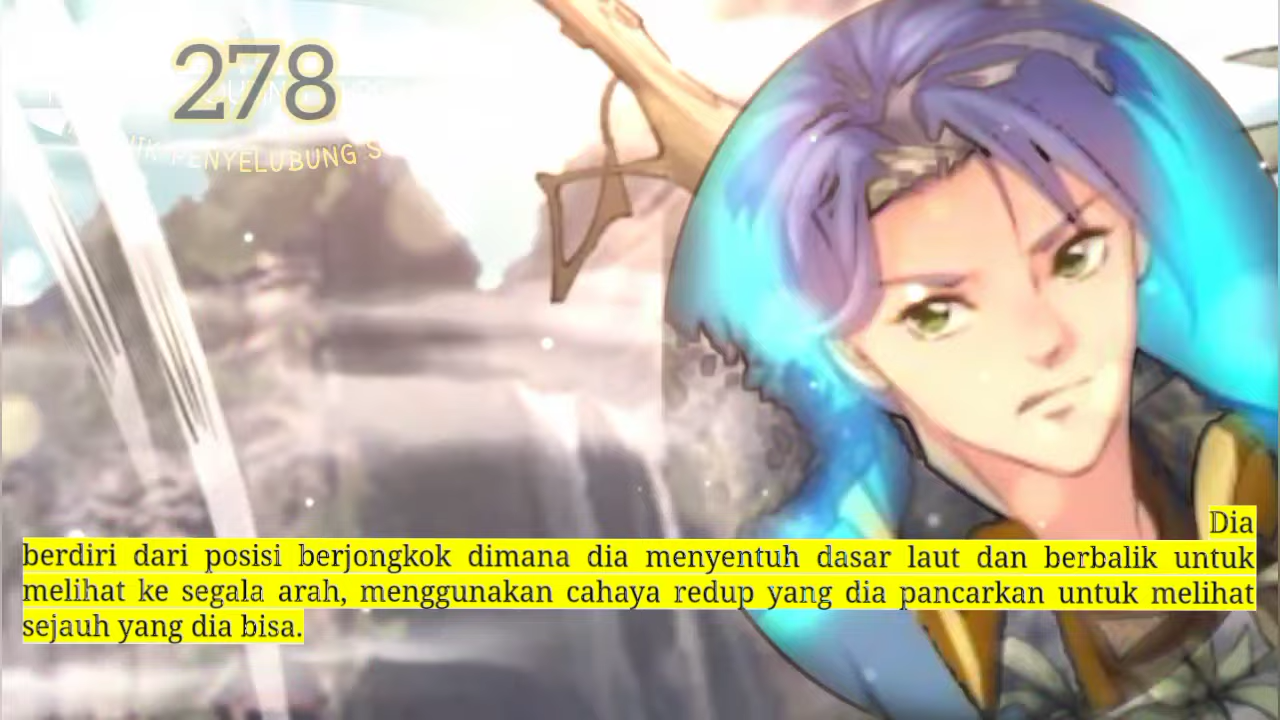 278
PENYELUBUNG S
Dia
berdiri dari posisi berjongkok dimana dia menyentuh dasar laut dan berbalik untuk
melihat ke segala arah, menggunakan cahaya redup yang dia pancarkan untuk melihat
sejauh yang dia bisa.